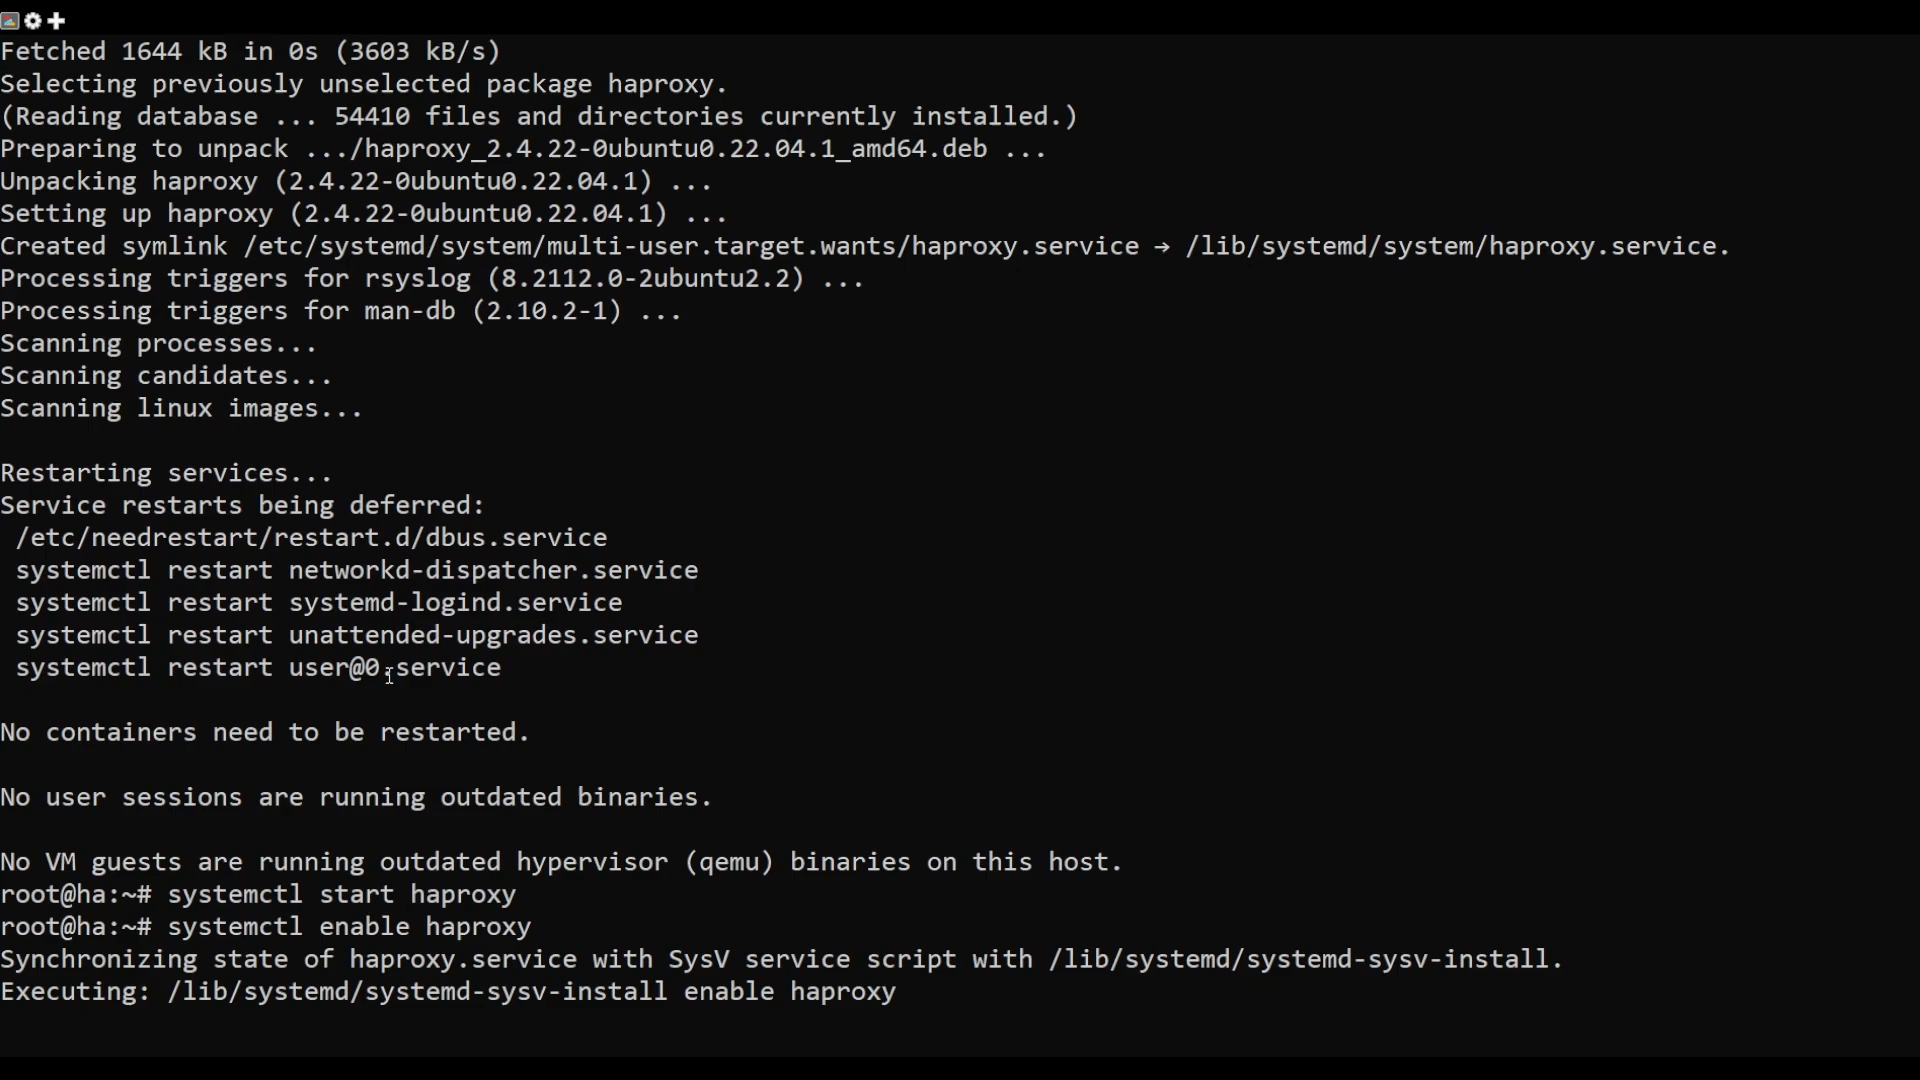 Fetched 1644 kB in 0s (3603 kB/s)
Selecting previously unselected package haproxy.
(Reading database ... 54410 files and directories currently installed.)
Preparing to unpack .../haproxy_2.4.22-0ubuntu0.22.04.1_amd64.deb ...
Unpacking haproxy (2.4.22-0ubuntu0.22.04.1) ...
Setting up haproxy (2.4.22-0ubuntu0.22.04.1) ...
Created symlink /etc/systemd/system/multi-user.target.wants/haproxy.service → /lib/systemd/system/haproxy.service.
Processing triggers for rsyslog (8.2112.0-2ubuntu2.2) ...
Processing triggers for man-db (2.10.2-1) ...
Scanning processes...
Scanning candidates...
Scanning linux images...
Restarting services...
Service restarts being deferred:
/etc/needrestart/restart.d/dbus.service
systemctl restart networkd-dispatcher.service
systemctl restart systemd-logind.service
systemctl restart unattended-upgrades.service
systemctl restart user@0.service
No containers need to be restarted.
No user sessions are running outdated binaries.
No VM guests are running outdated hypervisor (qemu) binaries on this host.
root@ha:~# systemctl start haproxy
root@ha:~# systemctl enable haproxy
Synchronizing state of haproxy.service with SysV service script with /lib/systemd/systemd-sysv-install.
Executing: /lib/systemd/systemd-sysv-install enable haproxy